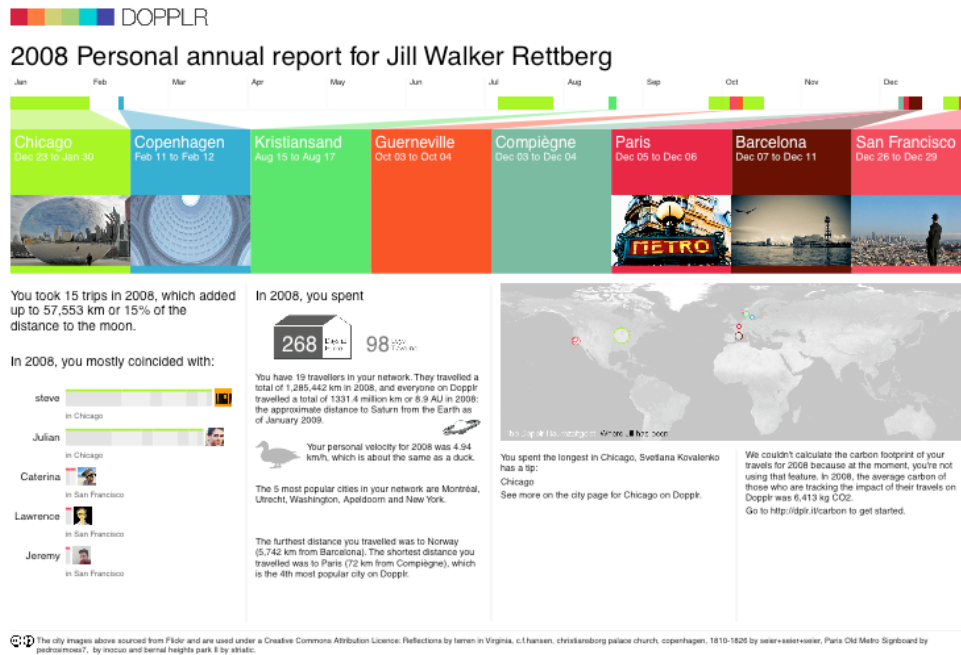 DOPPLR
2008 Personal annual report for Jill Walker Rettberg
Jan Feb Mar Apr May Jun Jul Aug Sep Oct Nov Dec
Chicago
Dec 23 to Jan 30
Copenhagen
Feb 11 to Feb 12
Kristiansand
Aug 15 to Aug 17
Guerneville
Oct 03 to Oct 04
Compiègne
Dec 03 to Dec 04
Paris
Dec 05 to Dec 06
Barcelona
Dec 07 to Dec 11
San Francisco
Dec 26 to Dec 29
METRO
You took 15 trips in 2008, which added
up to 57,553 km or 15% of the
distance to the moon.
In 2008, you mostly coincided with:
steve
in Chicago
Julian
in Chicago
Caterina
in San Francisco
Lawrence
in San Francisco
Jeremy
in San Francisco
In 2008, you spent
268
98
You have 19 travellers in your network. They travelled a
total of 1,285,442 km in 2008, and everyone on Dopplr
travelled a total of 1331.4 million km or 8.9 AU in 2008:
the approximate distance to Saturn from the Earth as
of January 2009.
Your personal velocity for 2008 was 4.94
km/h, which is about the same as a duck.
The 5 most popular cities in your network are Montréal,
Utrecht, Washington, Apeldoorn and New York.
The furthest distance you travelled was to Norway
(5,742 km from Barcelona). The shortest distance you
travelled was to Paris (72 km from Compiègne), which
is the 4th most popular city on Dopplr.
Where Jill has been
You spent the longest in Chicago, Svetlana Kovalenko
has a tip:
Chicago
See more on the city page for Chicago on Dopplr.
We couldn't calculate the carbon footprint of your
travels for 2008 because at the moment, you're not
using that feature. In 2008, the average carbon of
those who are tracking the impact of their travels on
Dopplr was 6,413 kg CO2.
Go to http://dplr.it/carbon to get started.
The city images above sourced from Flickr and are used under a Creative Commons Attribution Licence: Reflections by terren in Virginia, c.f.hansen, christiansborg palace church, copenhagen, 1810-1826 by seier+seier+seier, Paris Old Metro Signboard by
pedrosimoes7, by inocuo and bernal heights park II by striatic.